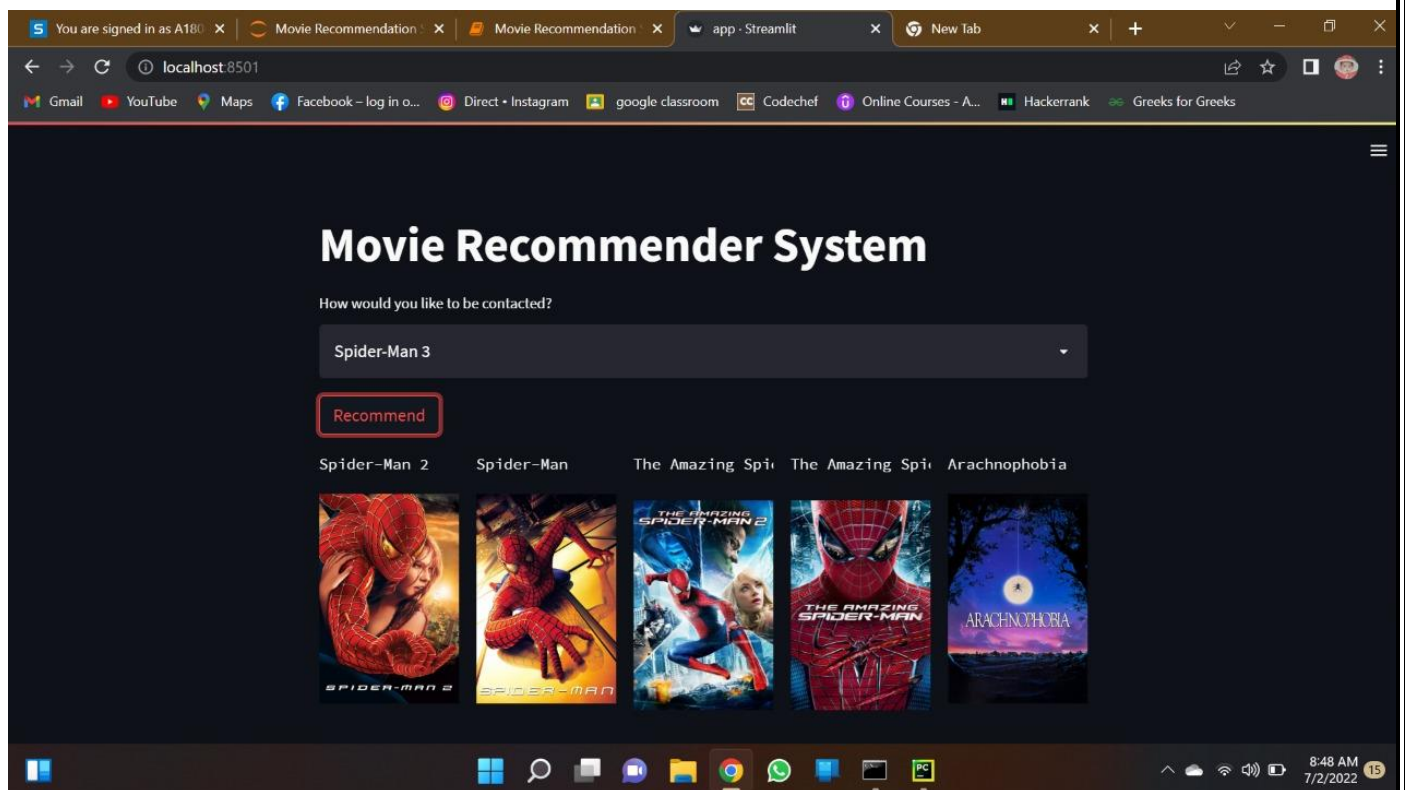 You are signed in as A180
Movie Recommendation S
Movie Recommendation S
app · Streamlit
New Tab
localhost:8501
Gmail
YouTube
Maps
Facebook – log in o...
Direct • Instagram
google classroom
CC Codechef
Online Courses - A...
Hackerrank
Greeks for Greeks
Movie Recommender System
How would you like to be contacted?
Spider-Man 3
Recommend
Spider-Man 2
Spider-Man
The Amazing Spi
The Amazing Spi
Arachnophobia
SPIDER-MAN 2
SPIDER-MAN
THE AMAZING
SPIDER-MAN 2
THE AMAZING
SPIDER-MAN
ARACHNOPHOBIA
PC
8:48 AM
7/2/2022
15